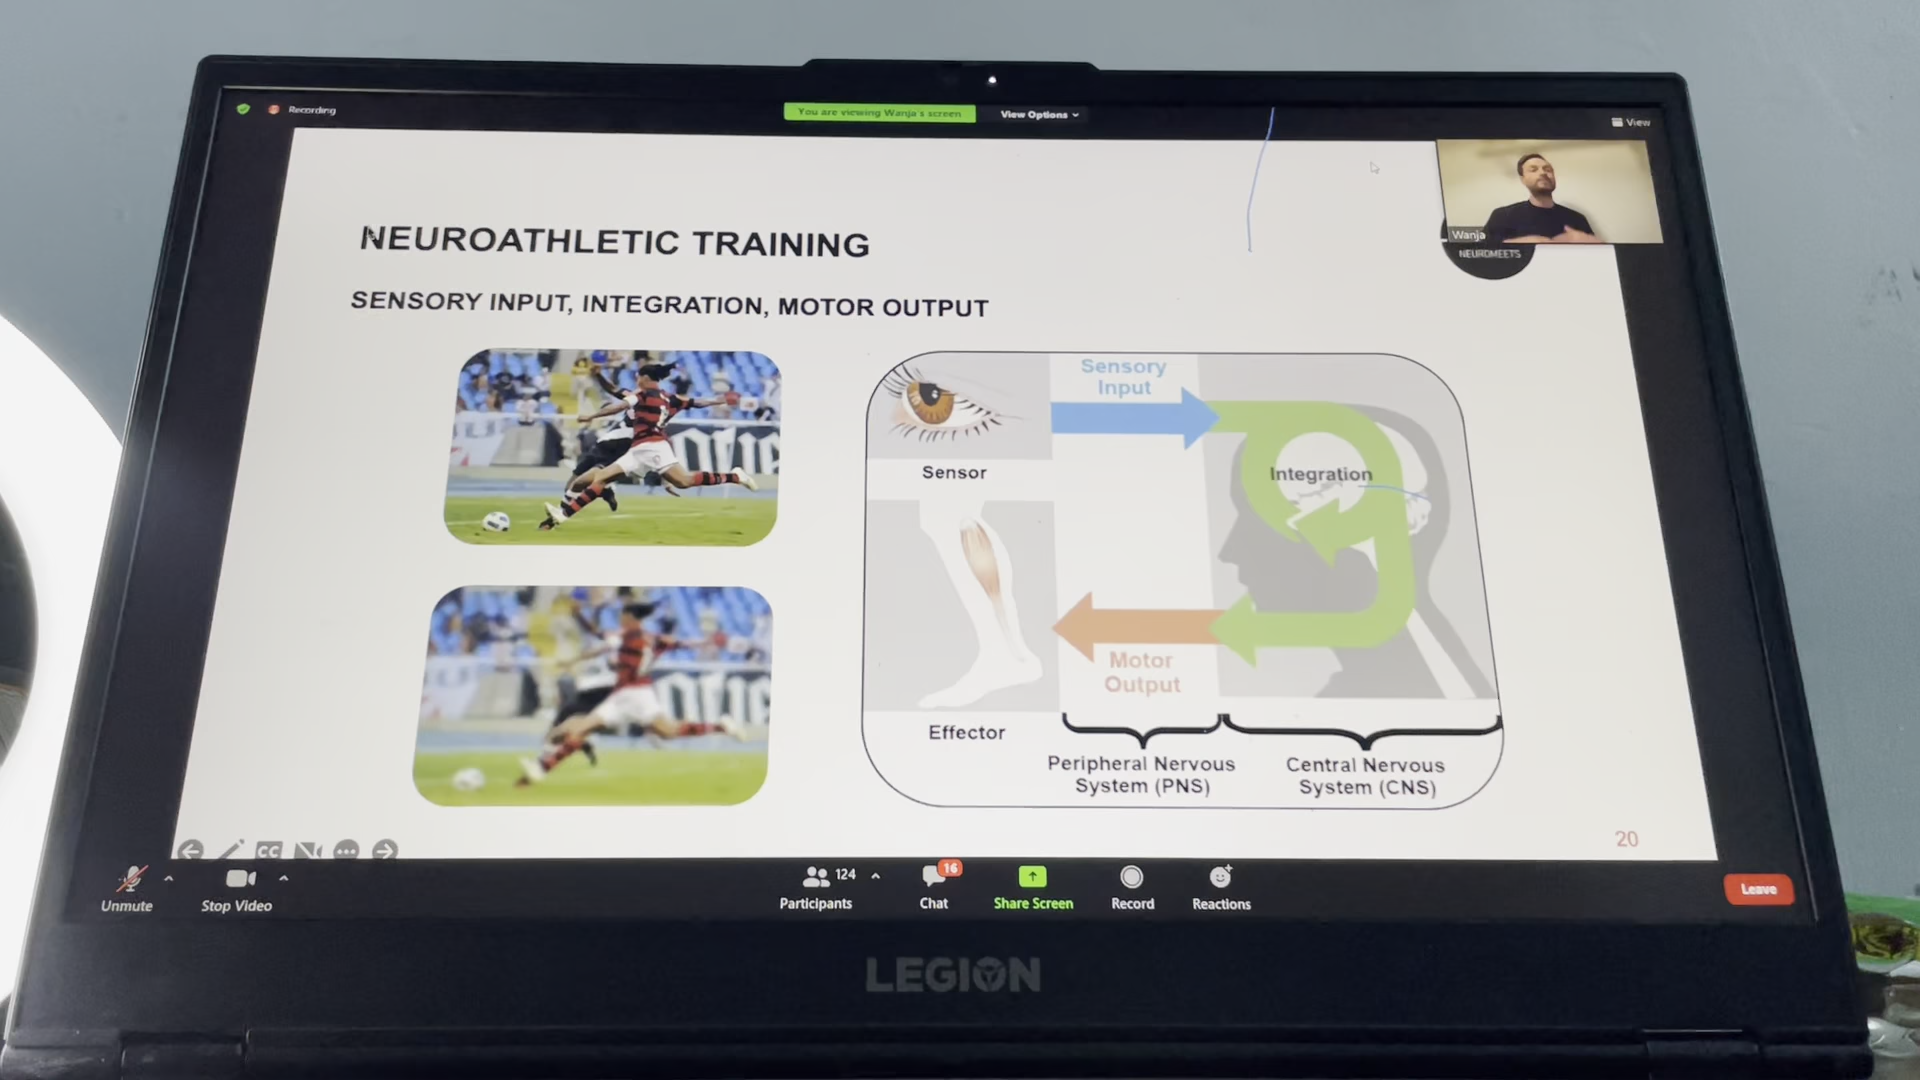 Recording
You are viewing Wanja's screen
View Options
View
Wanja
NEUROMEETS
NEUROATHLETIC TRAINING
SENSORY INPUT, INTEGRATION, MOTOR OUTPUT
Sensory
Input
Sensor
Integration
Motor
Output
Effector
Peripheral Nervous
System (PNS)
Central Nervous
System (CNS)
20
CC
Unmute
Stop Video
124
Participants
16
Chat
Share Screen
Record
Reactions
Leave
LEGION